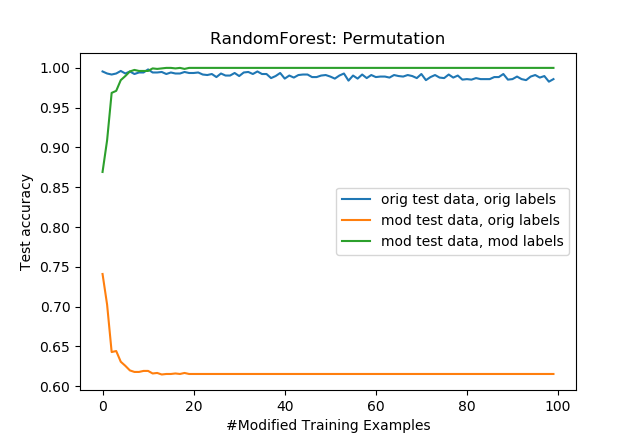 RandomForest: Permutation
1.00
0.95
0.90
0.85
0.80
0.75
0.70
0.65
0.60
Test accuracy
orig test data, orig labels
mod test data, orig labels
mod test data, mod labels
0 20 40 60 80 100
#Modified Training Examples